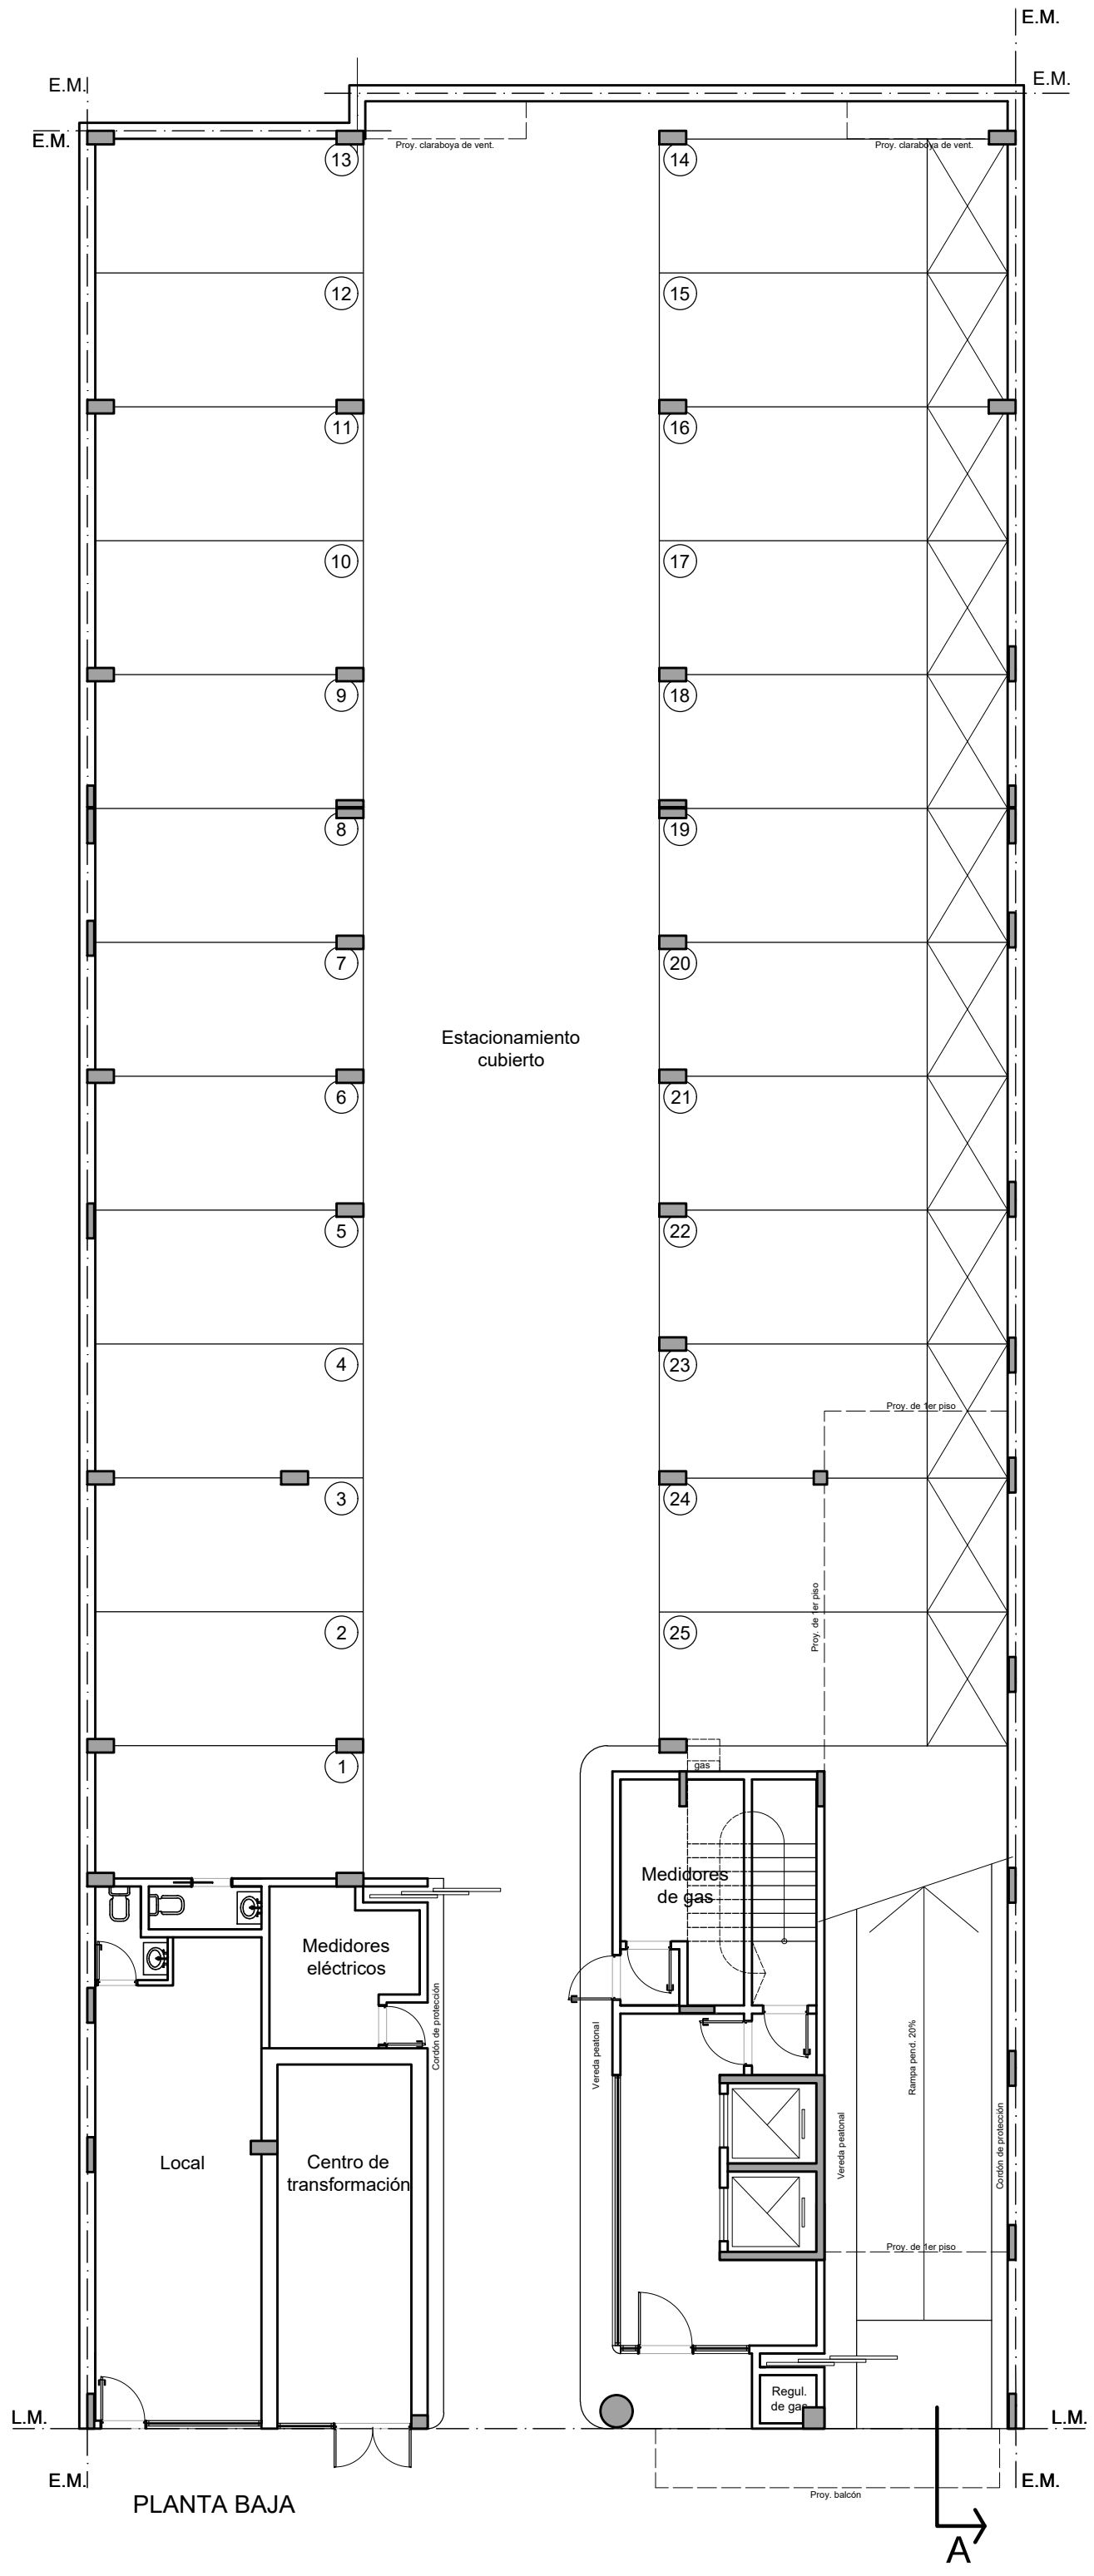 E.M.
E.M.
E.M.
E.M.
Proy. claraboya de vent.
Proy. claraboya de vent.
13
14
12
15
11
16
10
17
9
18
8
19
7
20
Estacionamiento
cubierto
6
21
5
22
4
23
Proy. de 1er piso
3
24
Proy. de 1er piso
2
25
1
gas
Medidores
de gas
Medidores
eléctricos
Cordón de protección
Vereda peatonal
Rampa pend. 20%
Vereda peatonal
Cordón de protección
Local
Centro de
transformación
Proy. de 1er piso
Regul.
de gas
L.M.
L.M.
E.M.
E.M.
Proy. balcón
PLANTA BAJA
A